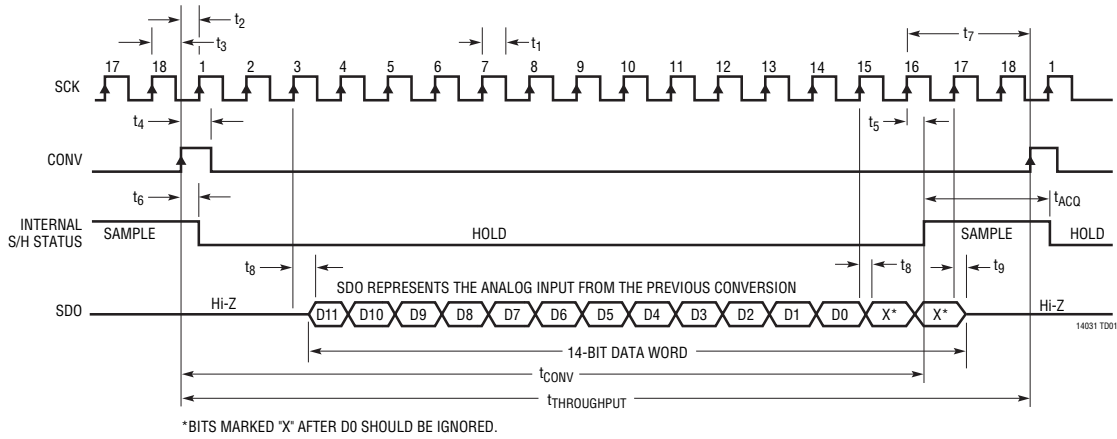 t2
t3
t1
t7
17 18 1 2 3 4 5 6 7 8 9 10 11 12 13 14 15 16 17 18 1
SCK
t4
t5
CONV
t6
tACQ
INTERNAL
S/H STATUS
SAMPLE HOLD SAMPLE HOLD
t8
t8
t9
SDO REPRESENTS THE ANALOG INPUT FROM THE PREVIOUS CONVERSION
Hi-Z
Hi-Z
SDO
D11 D10 D9 D8 D7 D6 D5 D4 D3 D2 D1 D0 X* X*
14031 TD01
14-BIT DATA WORD
tCONV
tTHROUGHPUT
*BITS MARKED "X" AFTER D0 SHOULD BE IGNORED.